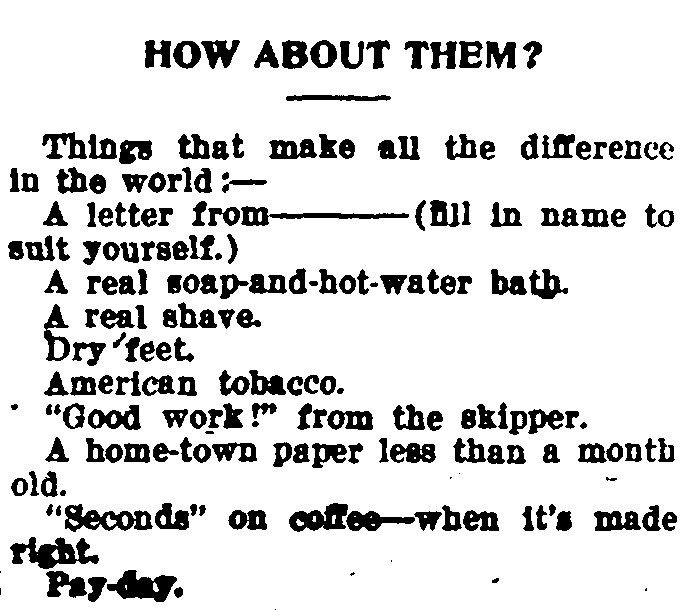 HOW ABOUT THEM?
Things that make all the difference
in the world:—
A letter from———(fill in name to
suit yourself.)
A real soap-and-hot-water bath.
A real shave.
Dry feet.
American tobacco.
"Good work!" from the skipper.
A home-town paper less than a month
old.
"Seconds" on coffee—when it's made
right.
Pay-day.